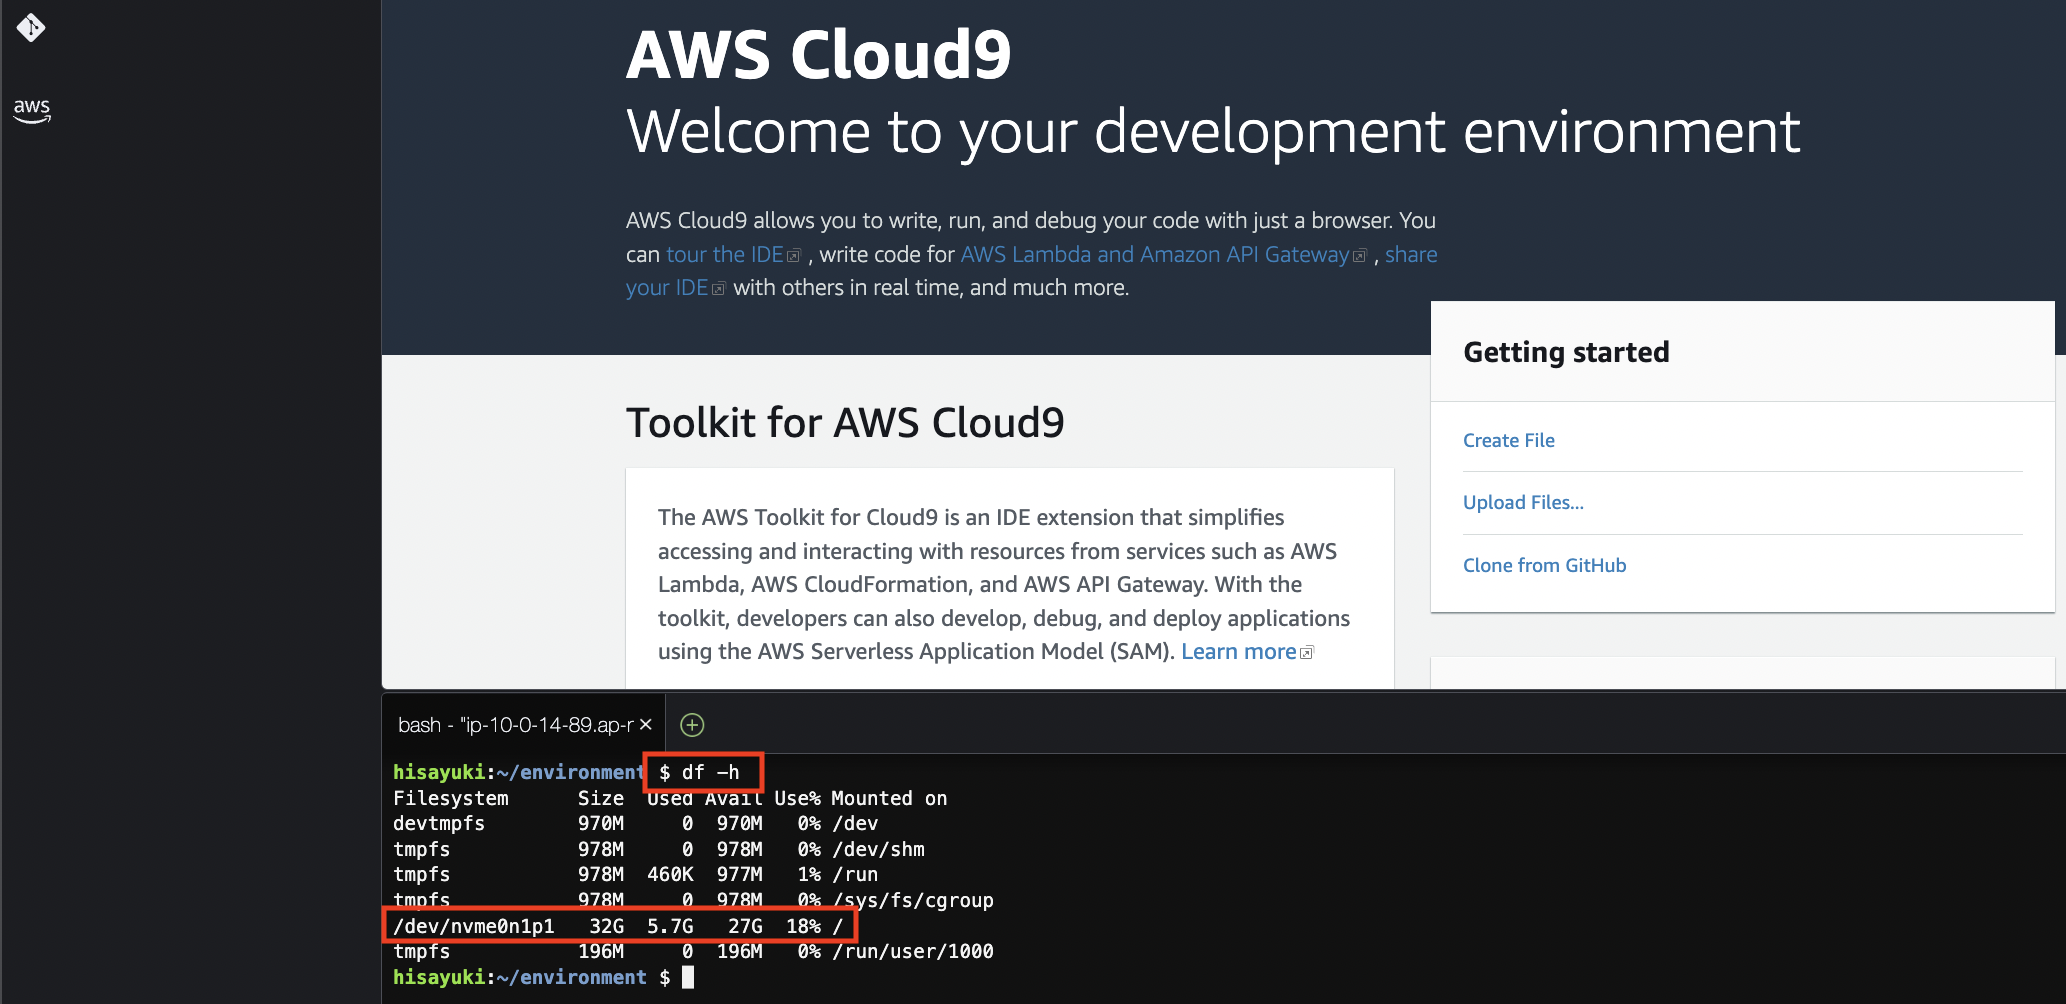 aws
AWS Cloud9
Welcome to your development environment
AWS Cloud9 allows you to write, run, and debug your code with just a browser. You
can tour the IDE , write code for AWS Lambda and Amazon API Gateway , share
your IDE with others in real time, and much more.
Getting started
Create File
Upload Files...
Clone from GitHub
Toolkit for AWS Cloud9
The AWS Toolkit for Cloud9 is an IDE extension that simplifies
accessing and interacting with resources from services such as AWS
Lambda, AWS CloudFormation, and AWS API Gateway. With the
toolkit, developers can also develop, debug, and deploy applications
using the AWS Serverless Application Model (SAM). Learn more
bash - "ip-10-0-14-89.ap-r
hisayuki:~/environment $ df -h
Filesystem      Size  Used Avail Use% Mounted on
devtmpfs        970M     0  970M   0% /dev
tmpfs           978M     0  978M   0% /dev/shm
tmpfs           978M  460K  977M   1% /run
tmpfs           978M     0  978M   0% /sys/fs/cgroup
/dev/nvme0n1p1   32G  5.7G   27G  18% /
tmpfs           196M     0  196M   0% /run/user/1000
hisayuki:~/environment $